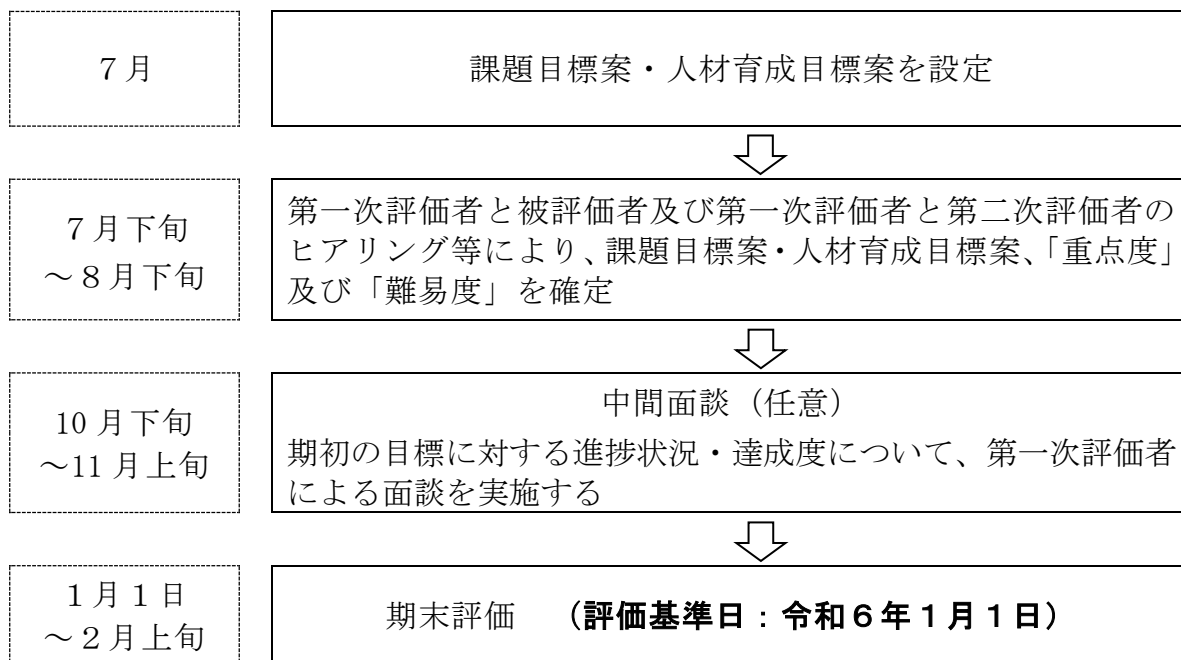 7月
課題目標案・人材育成目標案を設定
7月下旬
～8月下旬
第一次評価者と被評価者及び第一次評価者と第二次評価者の
ヒアリング等により、課題目標案・人材育成目標案、「重点度」
及び「難易度」を確定
10月下旬
～11月上旬
中間面談（任意）
期初の目標に対する進捗状況・達成度について、第一次評価者
による面談を実施する
1月1日
～2月上旬
期末評価　（評価基準日：令和6年1月1日）